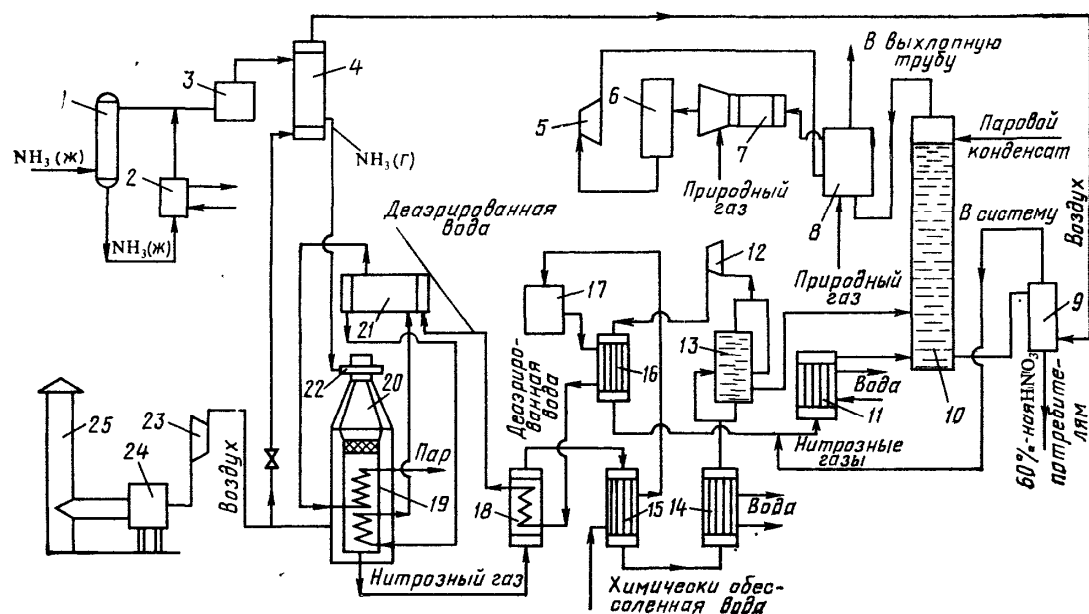 1
2
3
4
5
6
7
8
9
10
11
12
13
14
15
16
17
18
19
20
21
22
23
24
25
NH₃(ж)
NH₃(ж)
NH₃(г)
Деаэрированная
вода
Природный
газ
Природный
газ
В выхлопную
трубу
Паровой
конденсат
Воздух
В систему
60%-ная HNO₃
потребите-
лям
Вода
Нитрозные
газы
Деаэриро-
ванная
вода
Пар
Воздух
Нитрозный газ
Вода
Химически обес-
соленная вода